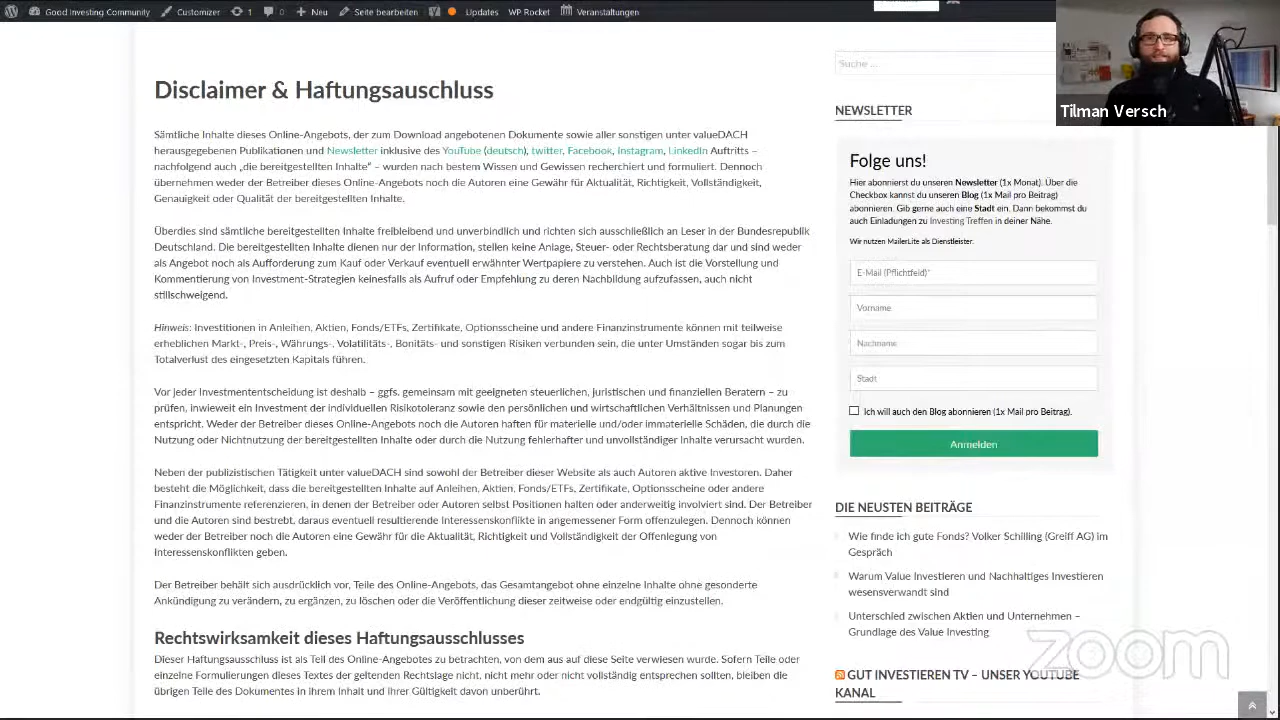 Good Investing Community Customizer 1 0 Neu Seite bearbeiten Updates WP Rocket Veranstaltungen
Disclaimer & Haftungsauschluss
Sämtliche Inhalte dieses Online-Angebots, der zum Download angebotenen Dokumente sowie aller sonstigen unter valueDACH
herausgegebenen Publikationen und Newsletter inklusive des YouTube (deutsch), twitter, Facebook, Instagram, LinkedIn Auftritts –
nachfolgend auch „die bereitgestellten Inhalte“ – wurden nach bestem Wissen und Gewissen recherchiert und formuliert. Dennoch
übernehmen weder der Betreiber dieses Online-Angebots noch die Autoren eine Gewähr für Aktualität, Richtigkeit, Vollständigkeit,
Genauigkeit oder Qualität der bereitgestellten Inhalte.
Überdies sind sämtliche bereitgestellten Inhalte freibleibend und unverbindlich und richten sich ausschließlich an Leser in der Bundesrepublik
Deutschland. Die bereitgestellten Inhalte dienen nur der Information, stellen keine Anlage, Steuer- oder Rechtsberatung dar und sind weder
als Angebot noch als Aufforderung zum Kauf oder Verkauf eventuell erwähnter Wertpapiere zu verstehen. Auch ist die Vorstellung und
Kommentierung von Investment-Strategien keinesfalls als Aufruf oder Empfehlung zu deren Nachbildung aufzufassen, auch nicht
stillschweigend.
Hinweis: Investitionen in Anleihen, Aktien, Fonds/ETFs, Zertifikate, Optionsscheine und andere Finanzinstrumente können mit teilweise
erheblichen Markt-, Preis-, Währungs-, Volatilitäts-, Bonitäts- und sonstigen Risiken verbunden sein, die unter Umständen sogar bis zum
Totalverlust des eingesetzten Kapitals führen.
Vor jeder Investmententscheidung ist deshalb – ggfs. gemeinsam mit geeigneten steuerlichen, juristischen und finanziellen Beratern – zu
prüfen, inwieweit ein Investment der individuellen Risikotoleranz sowie den persönlichen und wirtschaftlichen Verhältnissen und Planungen
entspricht. Weder der Betreiber dieses Online-Angebots noch die Autoren haften für materielle und/oder immaterielle Schäden, die durch die
Nutzung oder Nichtnutzung der bereitgestellten Inhalte oder durch die Nutzung fehlerhafter und unvollständiger Inhalte verursacht wurden.
Neben der publizistischen Tätigkeit unter valueDACH sind sowohl der Betreiber dieser Website als auch Autoren aktive Investoren. Daher
besteht die Möglichkeit, dass die bereitgestellten Inhalte auf Anleihen, Aktien, Fonds/ETFs, Zertifikate, Optionsscheine oder andere
Finanzinstrumente referenzieren, in denen der Betreiber oder Autoren selbst Positionen halten oder anderweitig involviert sind. Der Betreiber
und die Autoren sind bestrebt, daraus eventuell resultierende Interessenskonflikte in angemessener Form offenzulegen. Dennoch können
weder der Betreiber noch die Autoren eine Gewähr für die Aktualität, Richtigkeit und Vollständigkeit der Offenlegung von
Interessenskonflikten geben.
Der Betreiber behält sich ausdrücklich vor, Teile des Online-Angebots, das Gesamtangebot ohne einzelne Inhalte ohne gesonderte
Ankündigung zu verändern, zu ergänzen, zu löschen oder die Veröffentlichung dieser zeitweise oder endgültig einzustellen.
Rechtswirksamkeit dieses Haftungsausschlusses
Dieser Haftungsausschluss ist als Teil des Online-Angebotes zu betrachten, von dem aus auf diese Seite verwiesen wurde. Sofern Teile oder
einzelne Formulierungen dieses Textes der geltenden Rechtslage nicht, nicht mehr oder nicht vollständig entsprechen sollten, bleiben die
übrigen Teile des Dokumentes in ihrem Inhalt und ihrer Gültigkeit davon unberührt.
Suche ...
Tilman Versch
NEWSLETTER
Folge uns!
Hier abonnierst du unseren Newsletter (1x Monat). Über die
Checkbox kannst du unseren Blog (1x Mail pro Beitrag)
abonnieren. Gib gerne auch eine Stadt ein. Dann bekommst du
auch Einladungen zu Investing Treffen in deiner Nähe.
Wir nutzen MailerLite als Dienstleister.
E-Mail (Pflichtfeid)*
Vorname
Nachname
Stadt
Ich will auch den Blog abonnieren (1x Mail pro Beitrag).
Anmelden
DIE NEUSTEN BEITRÄGE
Wie finde ich gute Fonds? Volker Schilling (Greiff AG) im
Gespräch
Warum Value Investieren und Nachhaltiges Investieren
wesensverwandt sind
Unterschied zwischen Aktien und Unternehmen –
Grundlage des Value Investing
GUT INVESTIEREN TV – UNSER YOUTUBE
KANAL
zoom